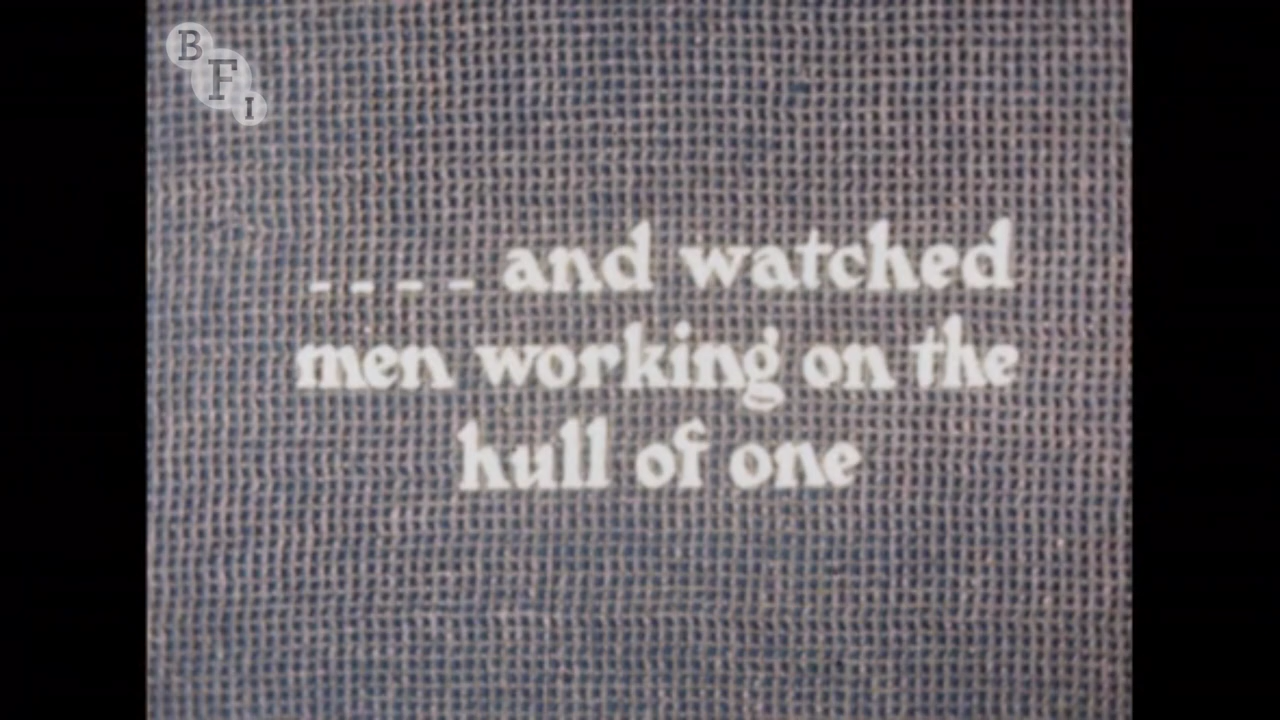 BFI
_ _ _ _ and watched
men working on the
hull of one